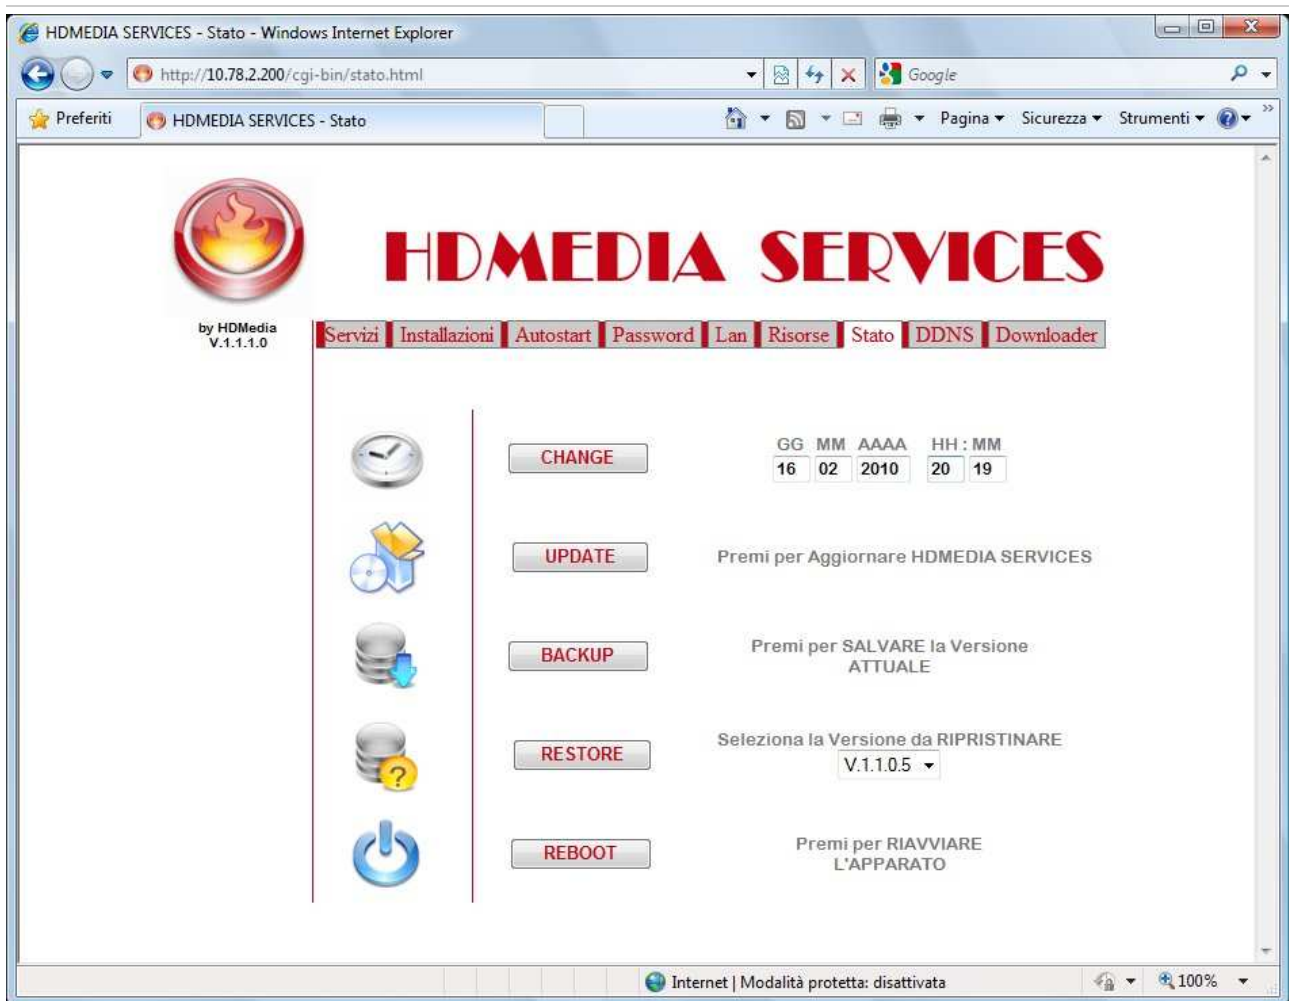 HDMEDIA SERVICES - Stato - Windows Internet Explorer
http://10.78.2.200/cgi-bin/stato.html
Google
Preferiti
HDMEDIA SERVICES - Stato
Pagina
Sicurezza
Strumenti
HDMEDIA SERVICES
by HDMedia
V.1.1.1.0
Servizi Installazioni Autostart Password Lan Risorse Stato DDNS Downloader
GG MM AAAA HH : MM
CHANGE
16 02 2010 20 19
UPDATE
Premi per Aggiornare HDMEDIA SERVICES
BACKUP
Premi per SALVARE la Versione
ATTUALE
RESTORE
Seleziona la Versione da RIPRISTINARE
V.1.1.0.5
REBOOT
Premi per RIAVVIARE
L'APPARATO
Internet | Modalità protetta: disattivata
100%